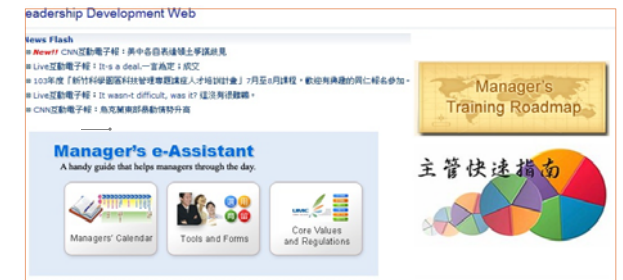 eadership Development Web
News Flash
New!! CNN互動電子報：美中各自表達領土爭議歧見
Live互動電子報：It-s a deal.一言為定；成交
103年度「新竹科學園區科技管理專題講座人才培訓計畫」7月至8月課程，歡迎有興趣的同仁報名參加。
Live互動電子報：It wasn-t difficult, was it? 這沒有很難嘛。
CNN互動電子報：烏克蘭東部暴動情勢升高
Manager's e-Assistant
A handy guide that helps managers through the day.
Managers' Calendar
Tools and Forms
UMC
Core Values
and Regulations
Manager's
Training Roadmap
主管快速指南